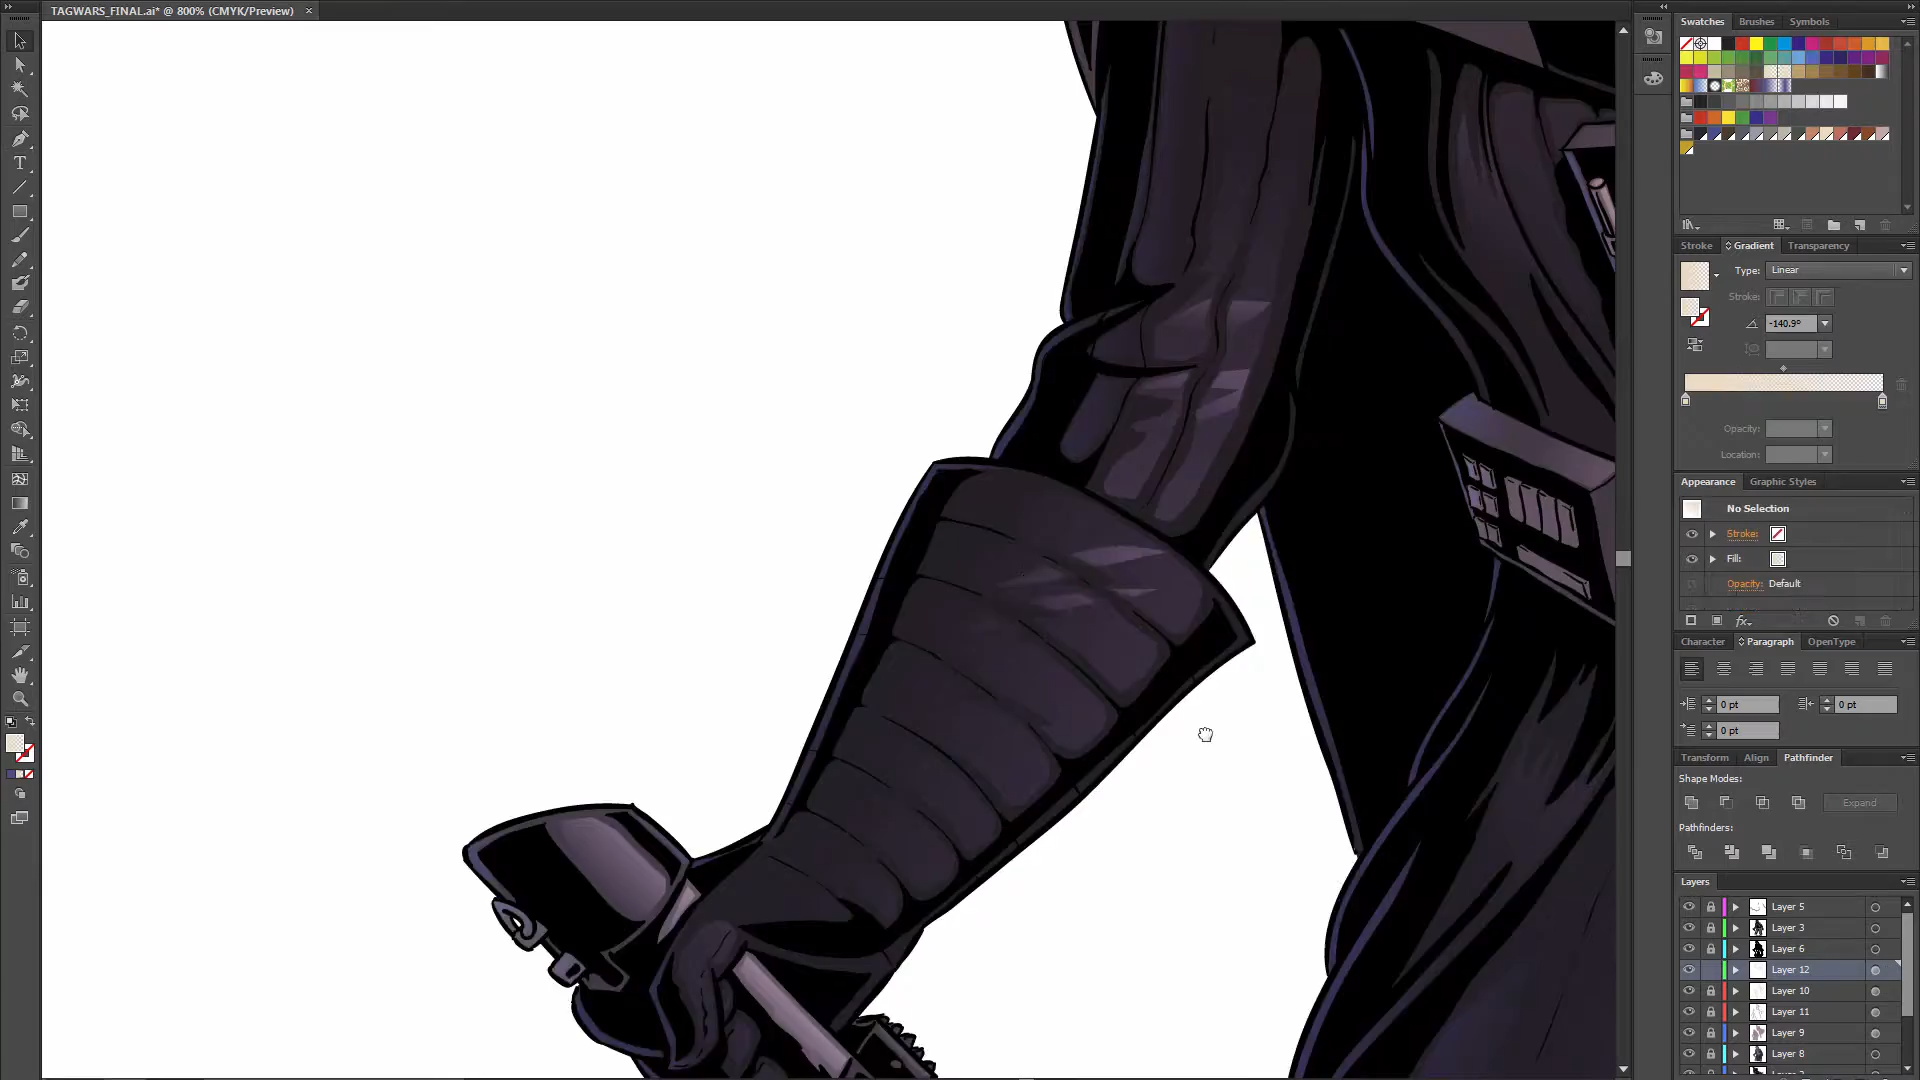 TAGWARS_FINAL.ai* @ 800% (CMYK/Preview)
Swatches Brushes Symbols
Stroke Gradient Transparency
Type: Linear
Stroke:
-140.9°
Opacity:
Location:
Appearance Graphic Styles
No Selection
Stroke:
Fill:
Opacity: Default
fx
Character Paragraph OpenType
0 pt 0 pt
0 pt
Transform Align Pathfinder
Shape Modes:
Expand
Pathfinders:
Layers
Layer 5
Layer 3
Layer 6
Layer 12
Layer 10
Layer 11
Layer 9
Layer 8